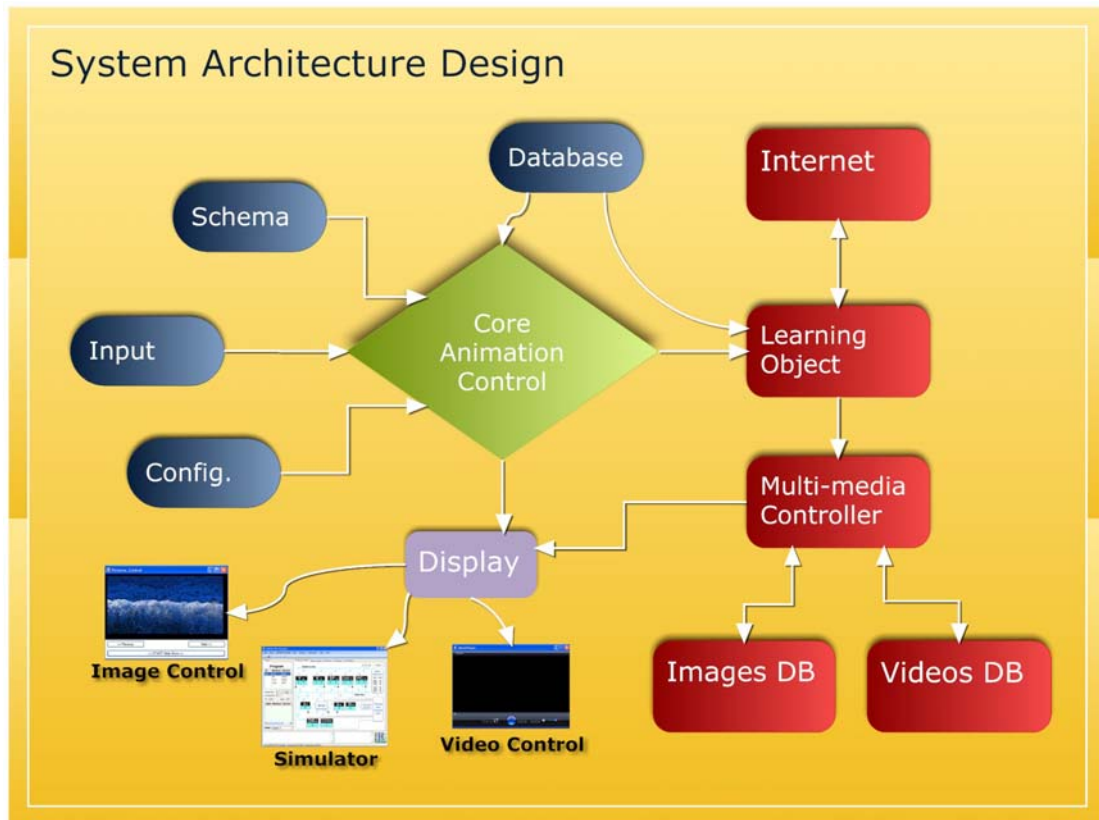 System Architecture Design
Database
Internet
Schema
Core
Animation
Control
Learning
Object
Input
Config.
Multi-media
Controller
Display
Image Control
Simulator
Video Control
Images DB
Videos DB